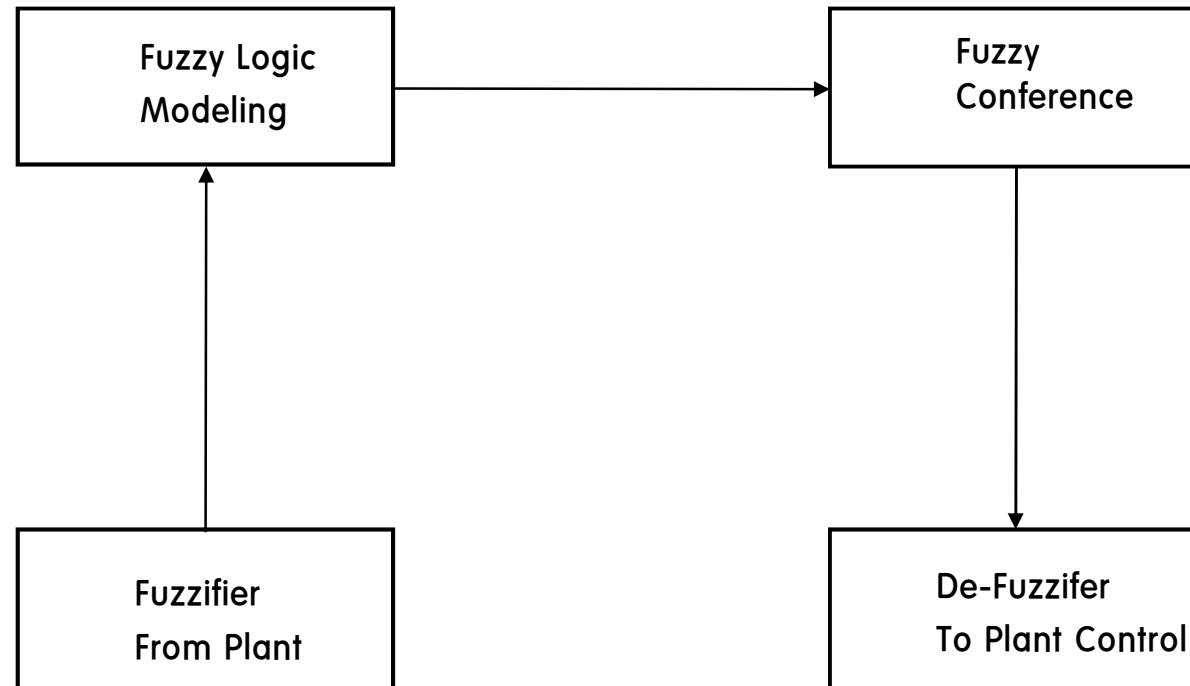 Fuzzy Logic
Modeling
Fuzzy
Conference
Fuzzifier
From Plant
De-Fuzzifer
To Plant Control